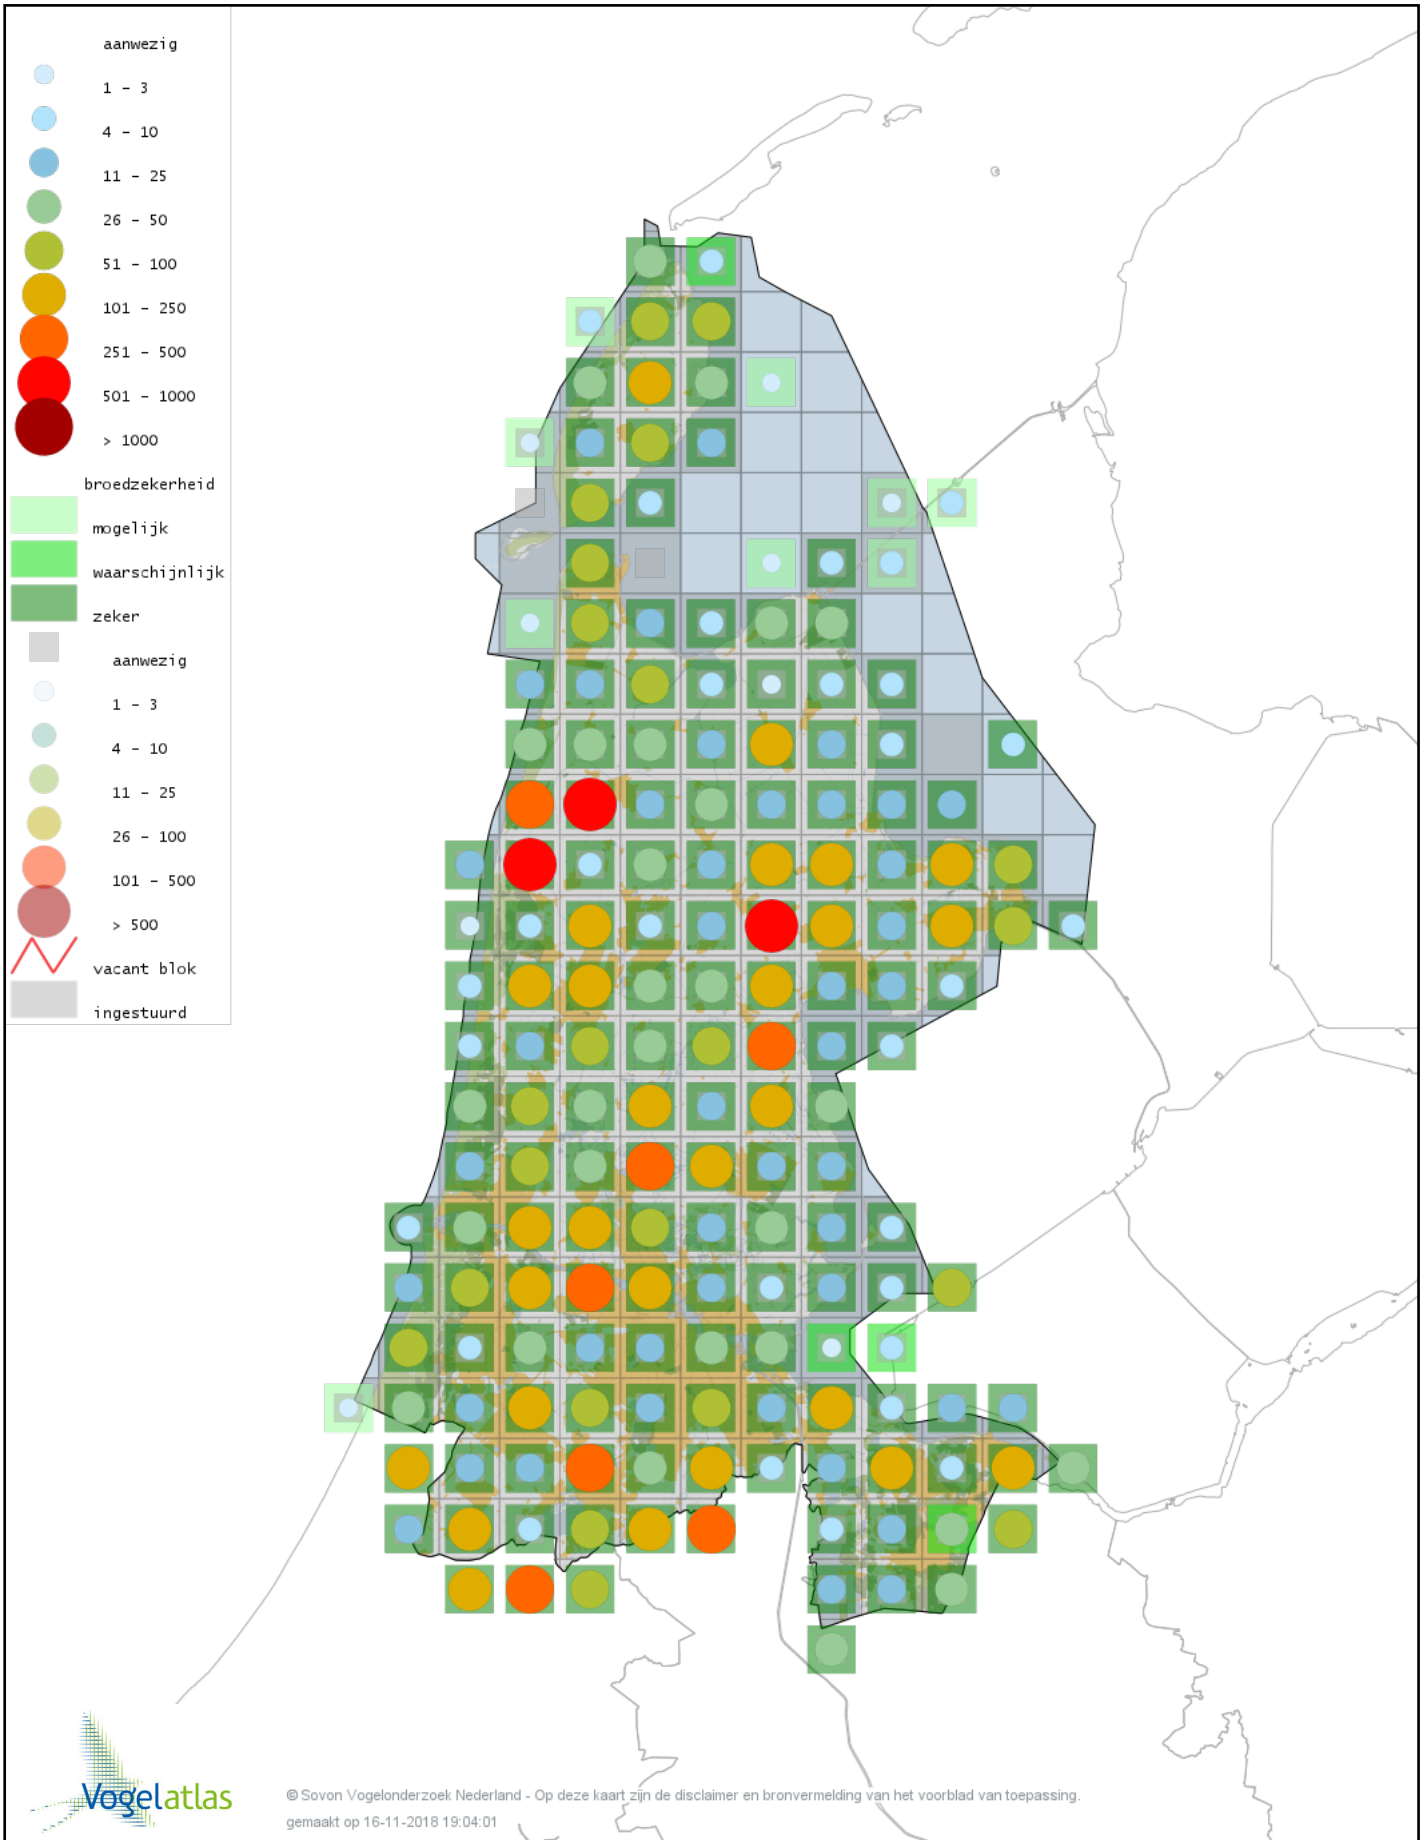 aanwezig
1 - 3
4 - 10
11 - 25
26 - 50
51 - 100
101 - 250
251 - 500
501 - 1000
> 1000
broedzekerheid
mogelijk
waarschijnlijk
zeker
aanwezig
1 - 3
4 - 10
11 - 25
26 - 100
101 - 500
> 500
vacant blok
ingestuurd
Vogelatlas
© Sovon Vogelonderzoek Nederland - Op deze kaart zijn de disclaimer en bronvermelding van het voorblad van toepassing.
gemaakt op 16-11-2018 19:04:01